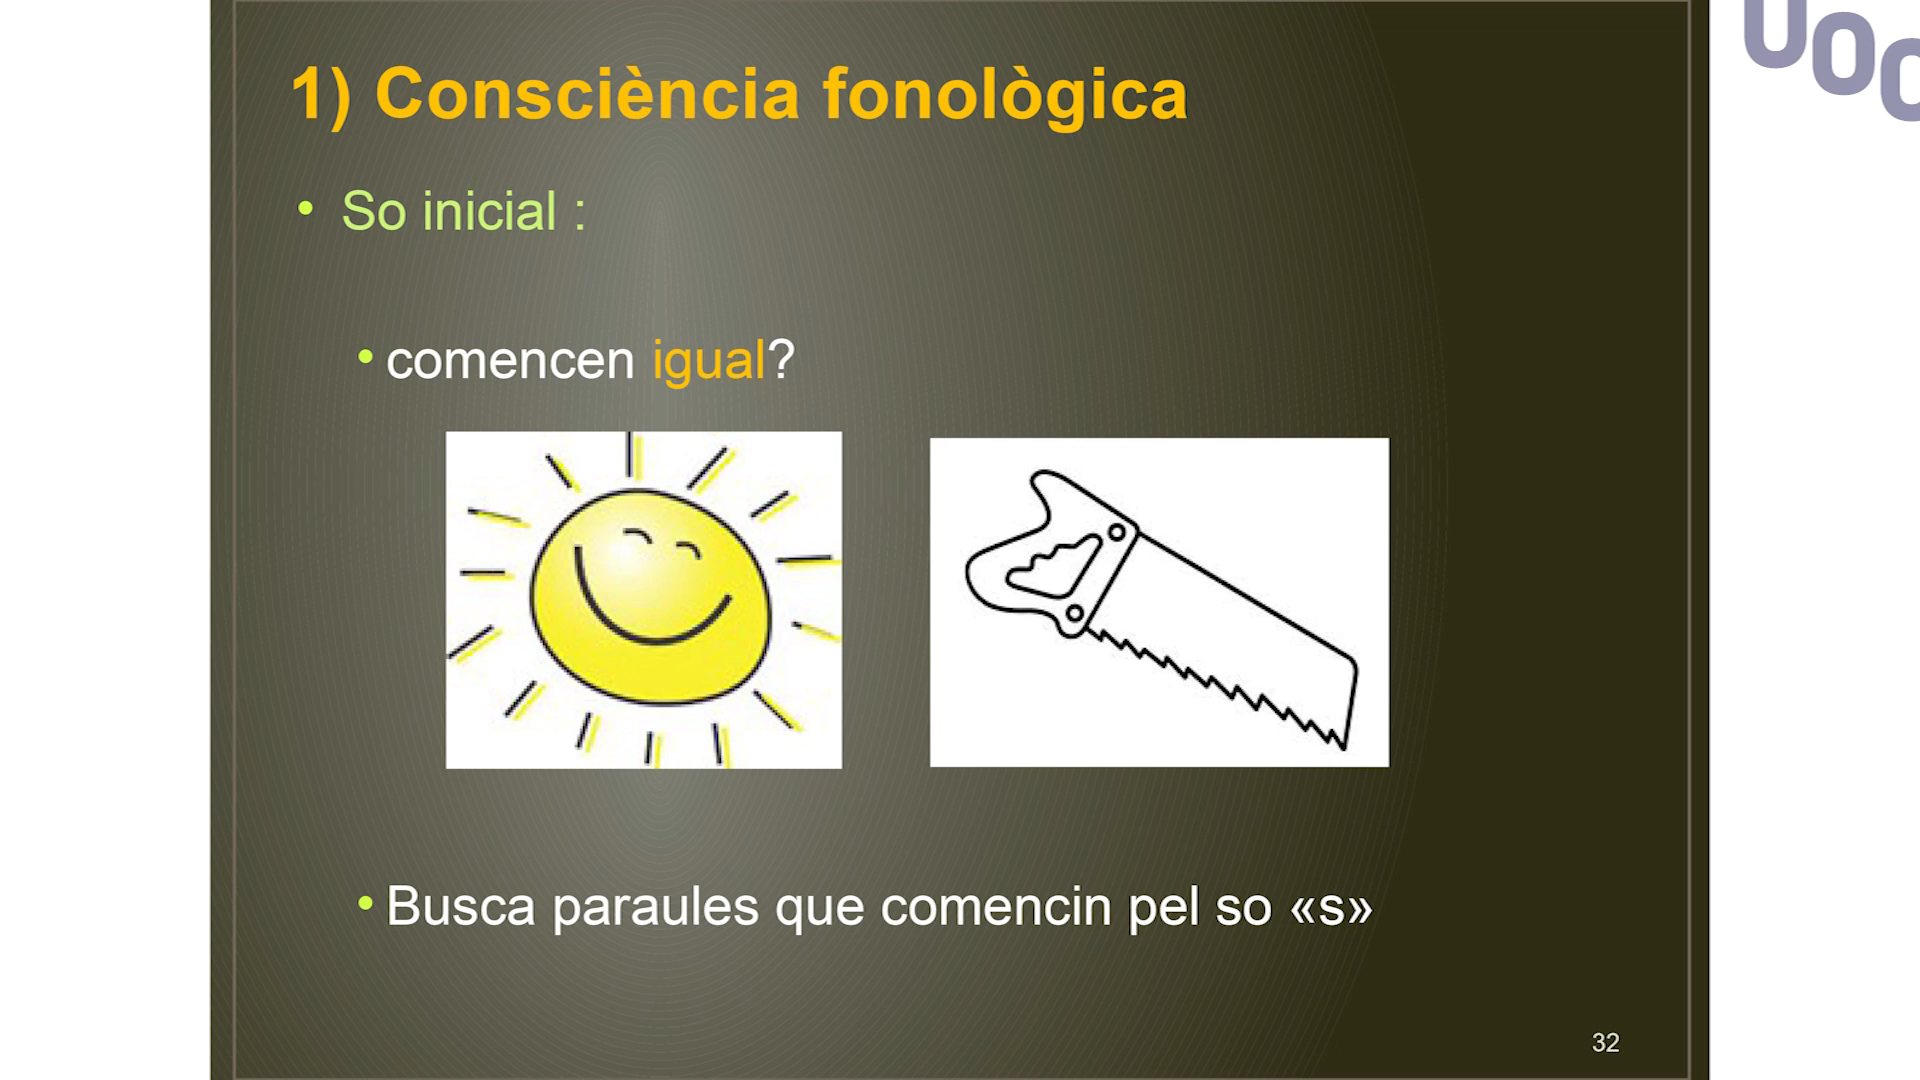 UOC
1) Consciència fonològica
• So inicial :
• comencen igual?
• Busca paraules que comencin pel so «s»
32